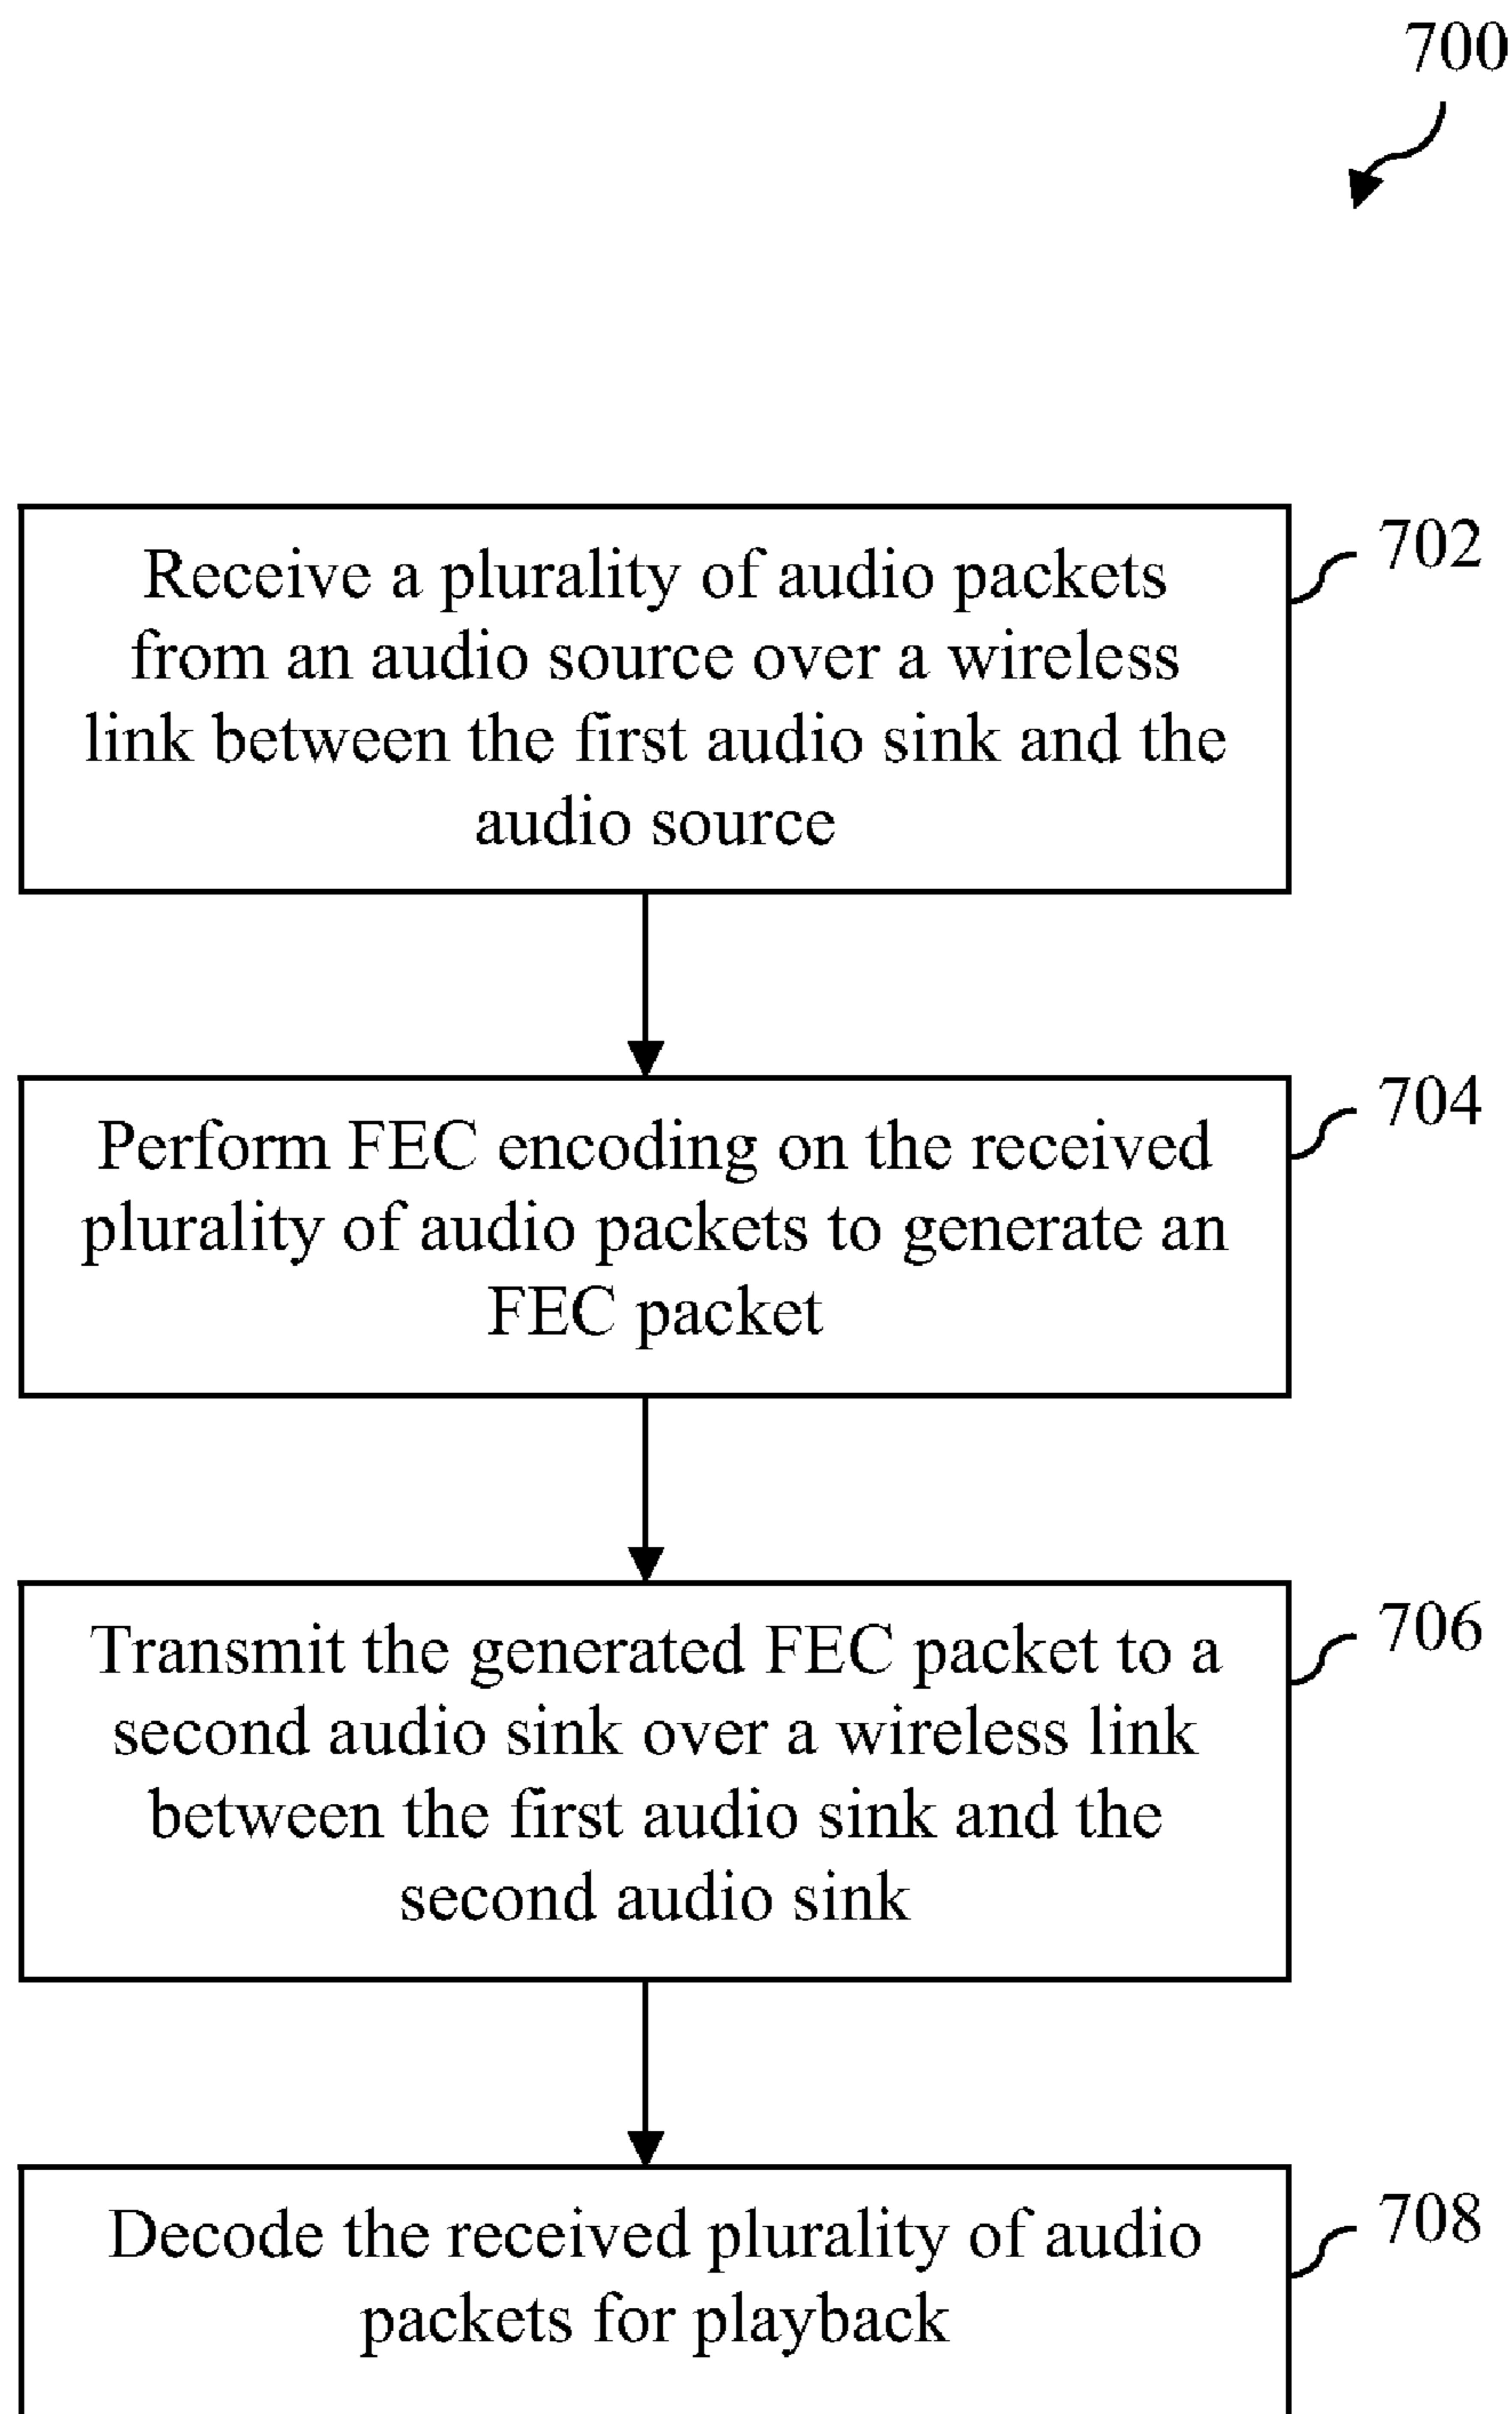 700
702
Receive a plurality of audio packets
from an audio source over a wireless
link between the first audio sink and the
audio source
704
Perform FEC encoding on the received
plurality of audio packets to generate an
FEC packet
706
Transmit the generated FEC packet to a
second audio sink over a wireless link
between the first audio sink and the
second audio sink
708
Decode the received plurality of audio
packets for playback